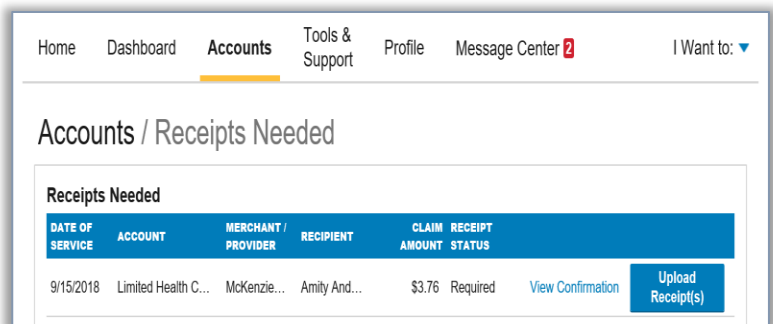 Home Dashboard Accounts Tools & Support Profile Message Center 2 I Want to:
Accounts / Receipts Needed
Receipts Needed
DATE OF SERVICE ACCOUNT MERCHANT / PROVIDER RECIPIENT CLAIM AMOUNT RECEIPT STATUS
9/15/2018 Limited Health C... McKenzie... Amity And... $3.76 Required View Confirmation Upload Receipt(s)